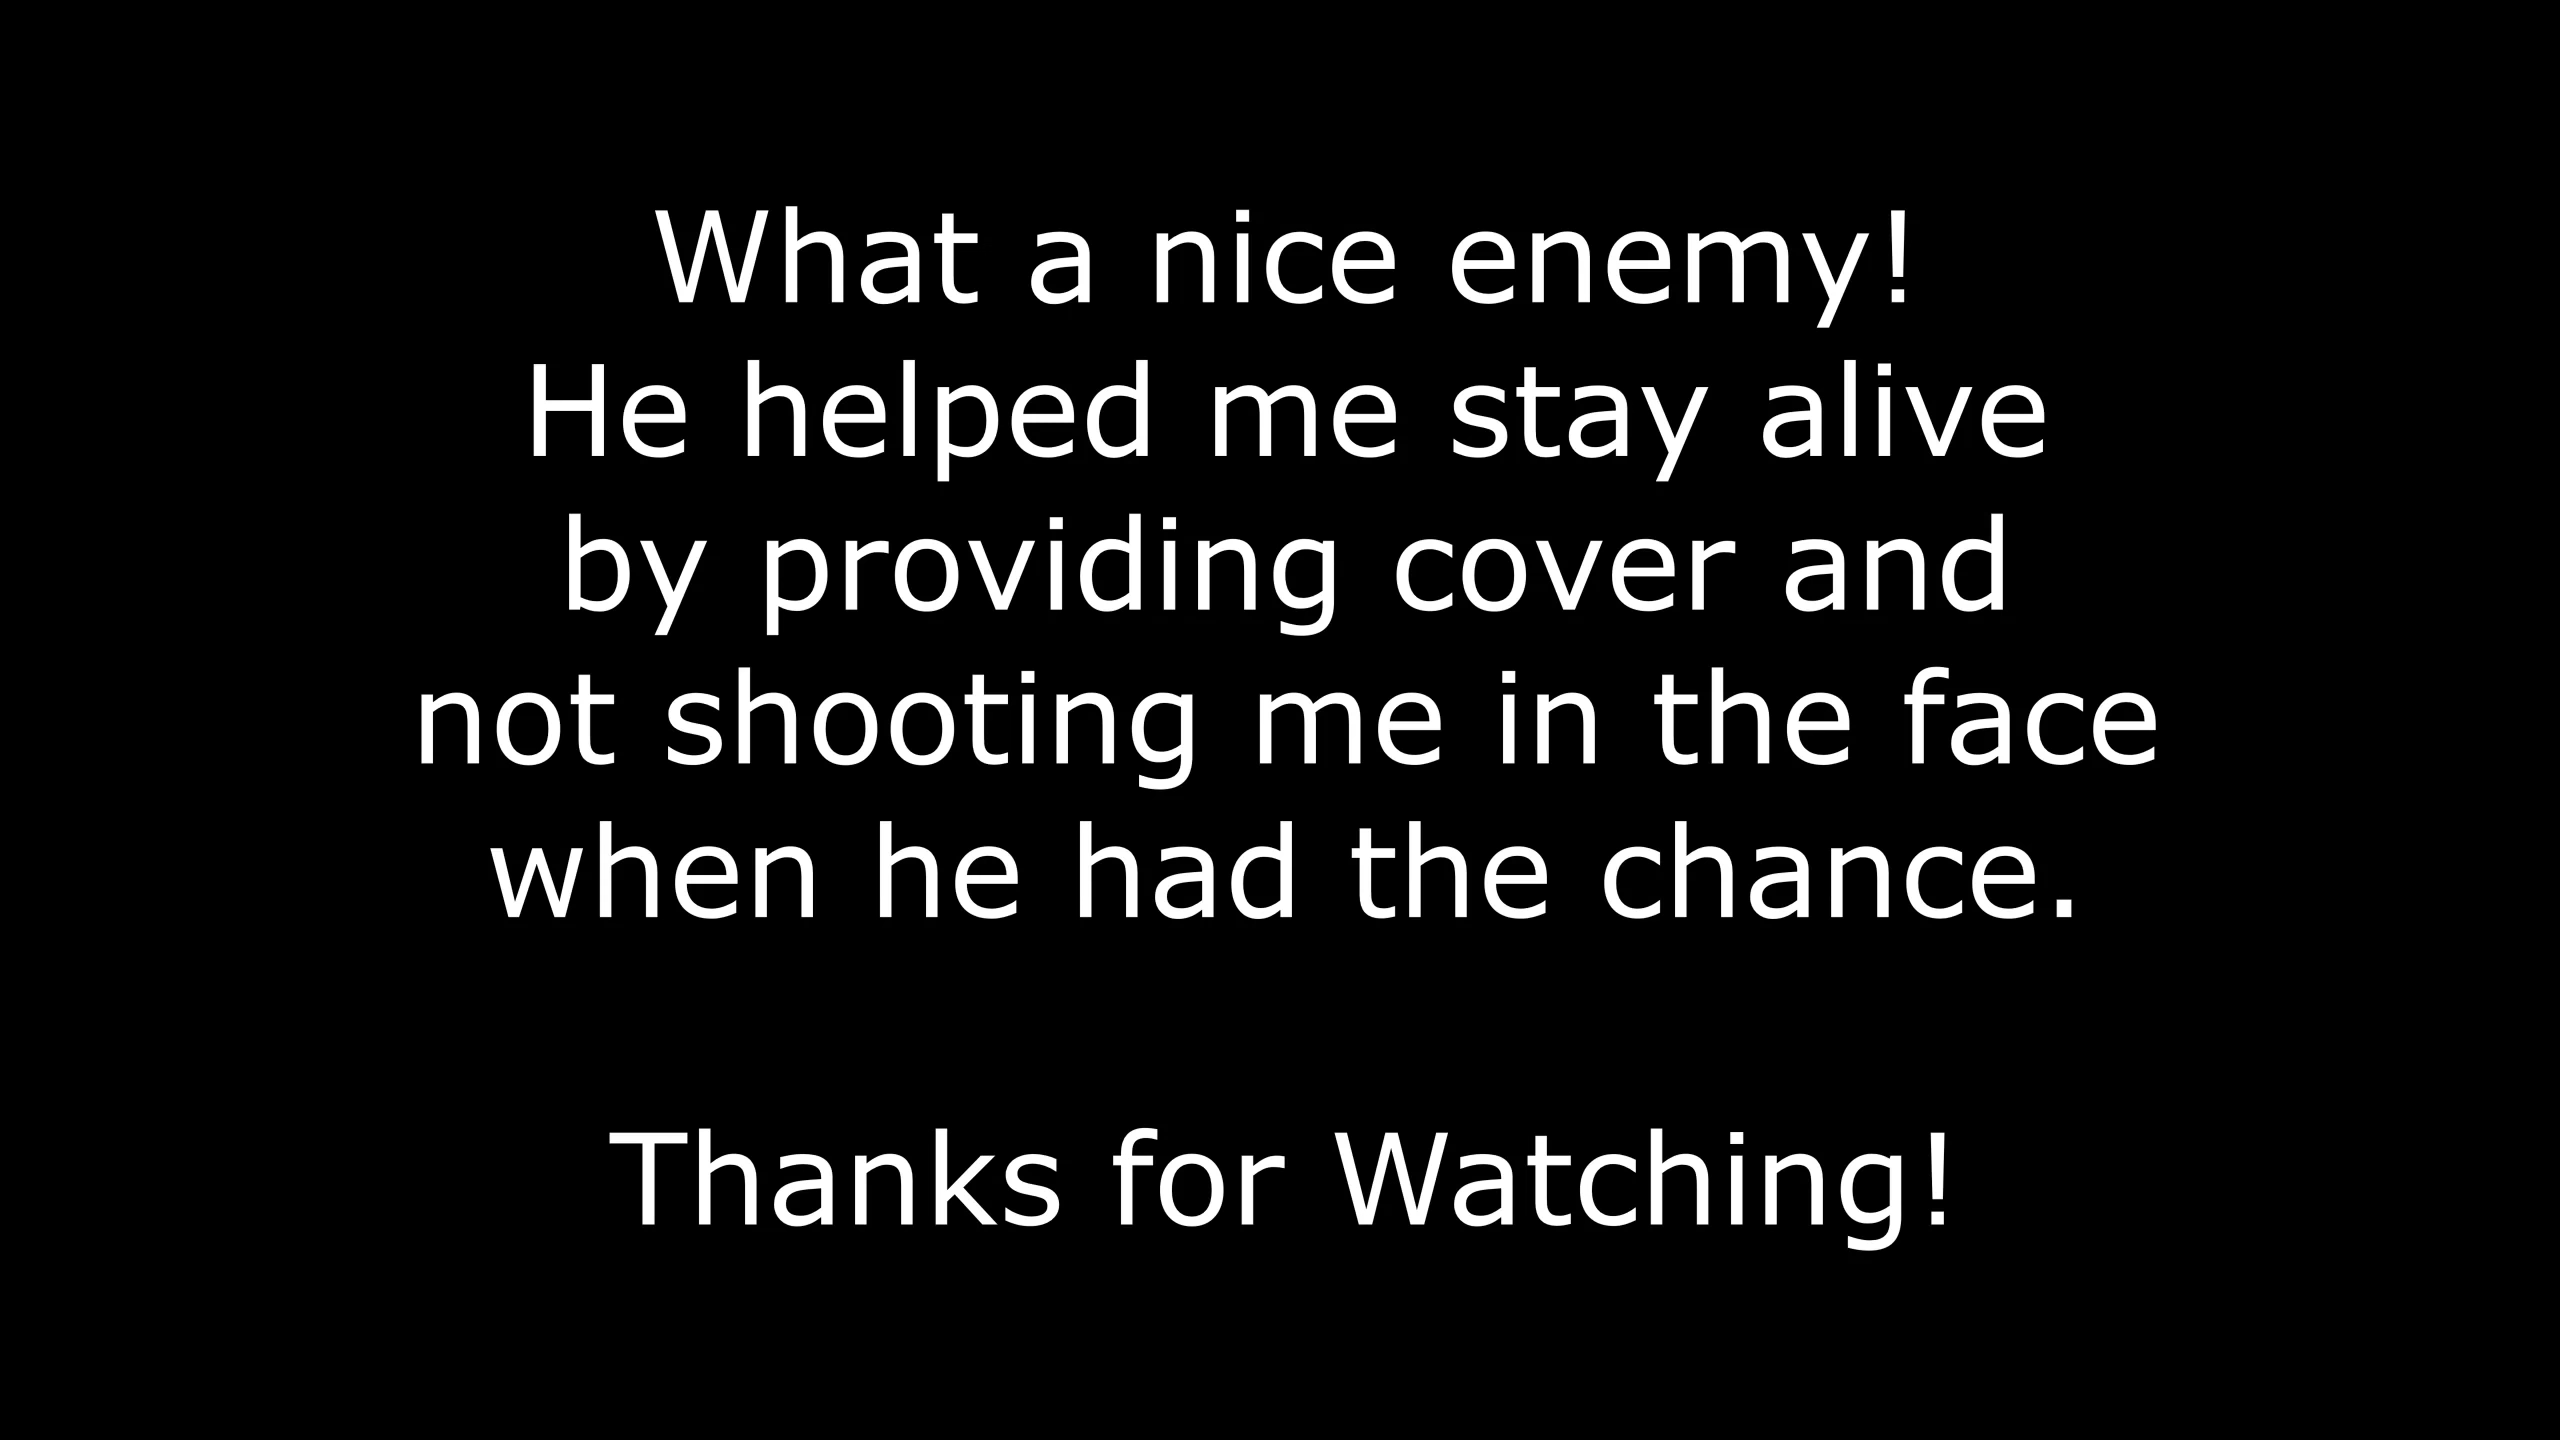 What a nice enemy!
He helped me stay alive
by providing cover and
not shooting me in the face
when he had the chance.
Thanks for Watching!